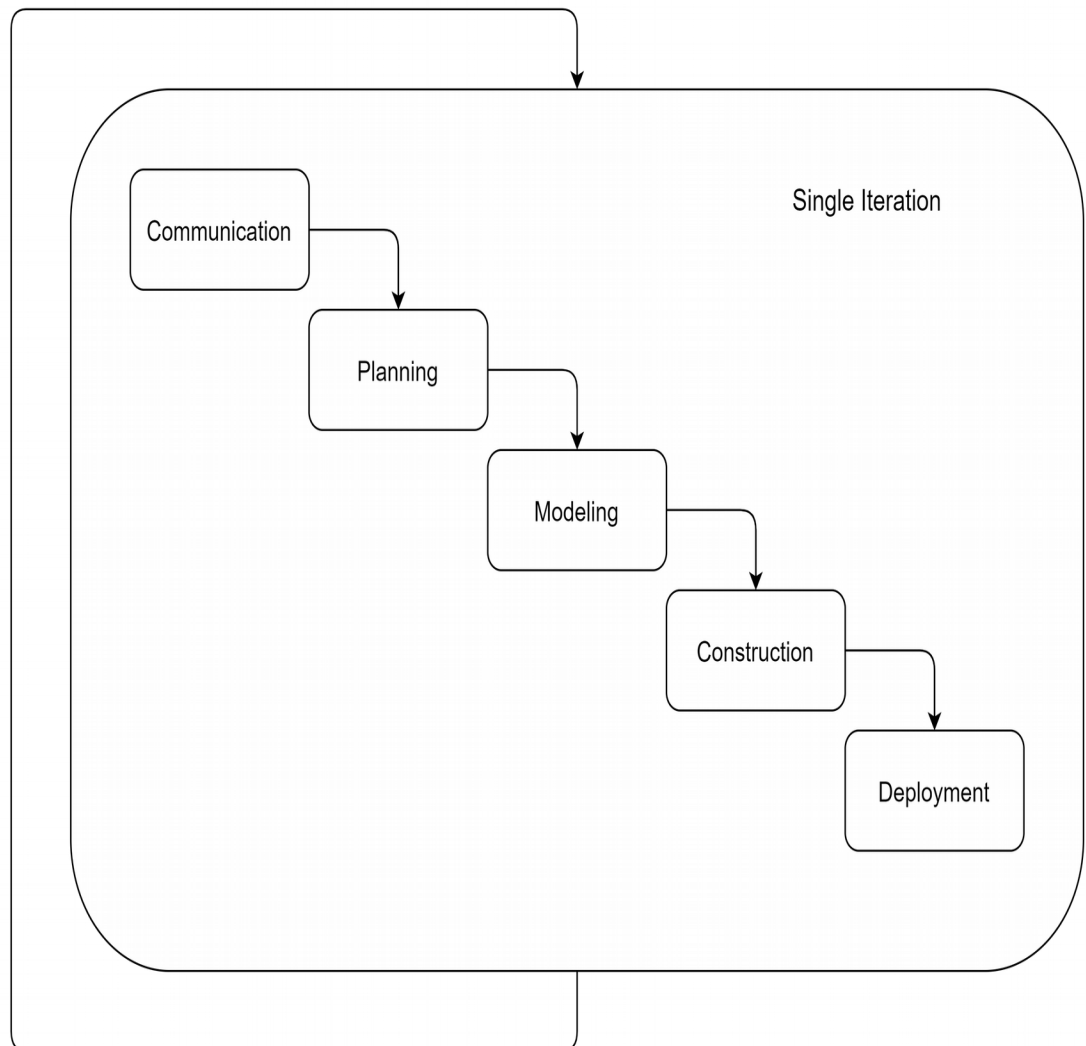 Single Iteration
Communication
Planning
Modeling
Construction
Deployment